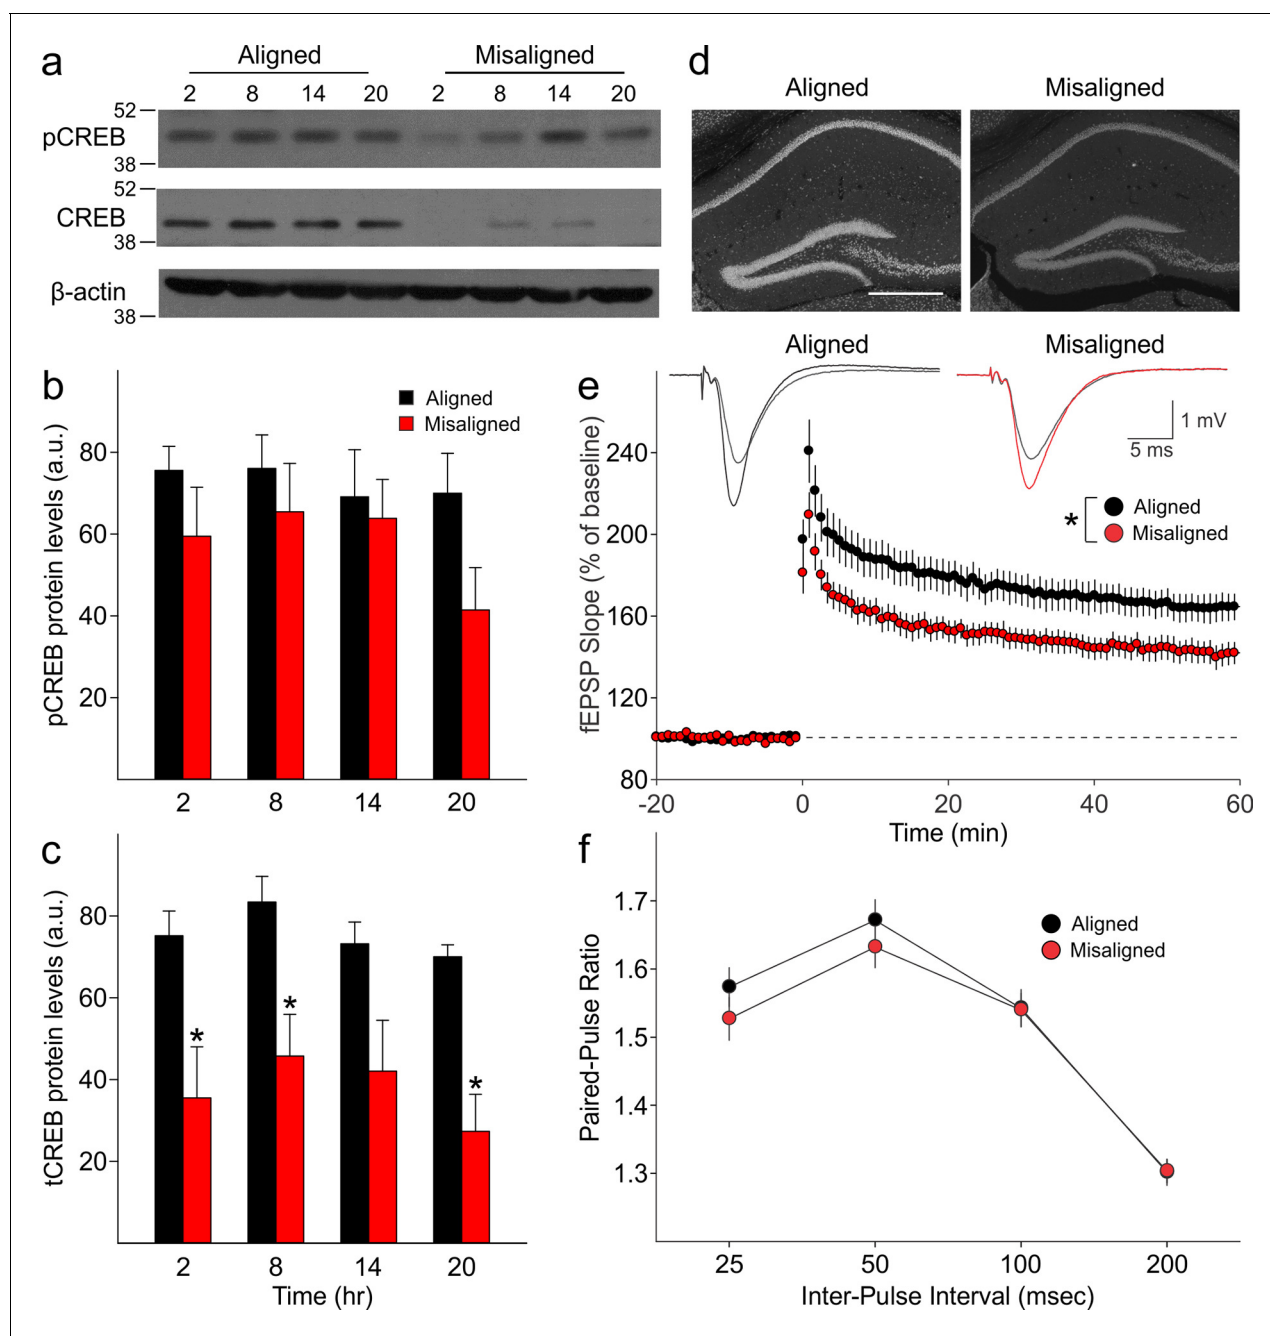 a
Aligned
Misaligned
2 8 14 20 2 8 14 20
52
pCREB
38
52
CREB
38
β-actin
38
d
Aligned
Misaligned
b
Aligned
Misaligned
pCREB protein levels (a.u.)
80
60
40
20
2 8 14 20
c
tCREB protein levels (a.u.)
80
60
40
20
*
*
*
2 8 14 20
Time (hr)
e
Aligned
Misaligned
1 mV
5 ms
fEPSP Slope (% of baseline)
240
200
160
120
80
* Aligned
Misaligned
-20 0 20 40 60
Time (min)
f
Paired-Pulse Ratio
1.7
1.6
1.5
1.4
1.3
Aligned
Misaligned
25 50 100 200
Inter-Pulse Interval (msec)